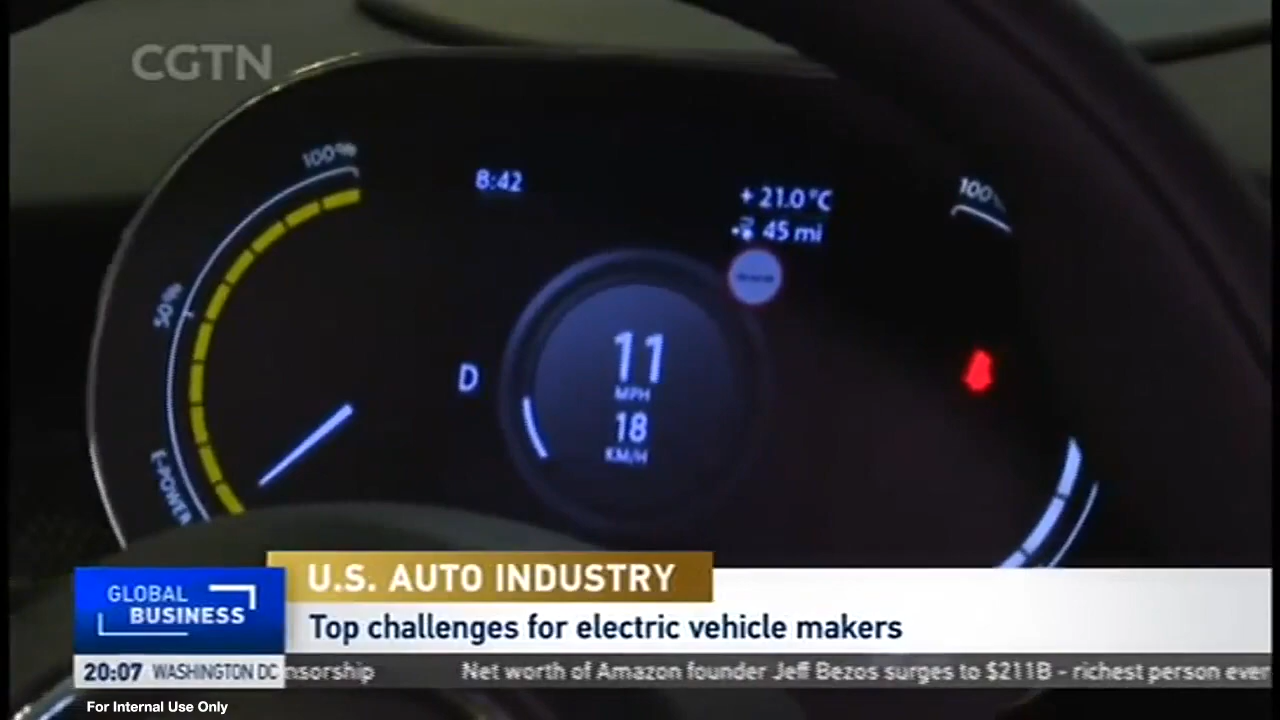 CGTN
100%
8:42
+21.0°C
45 mi
100%
50%
D
11
MPH
18
KM/H
E-POWER
U.S. AUTO INDUSTRY
GLOBAL
BUSINESS
Top challenges for electric vehicle makers
20:07 WASHINGTON DC nsorship Net worth of Amazon founder Jeff Bezos surges to $211B - richest person ever
For Internal Use Only